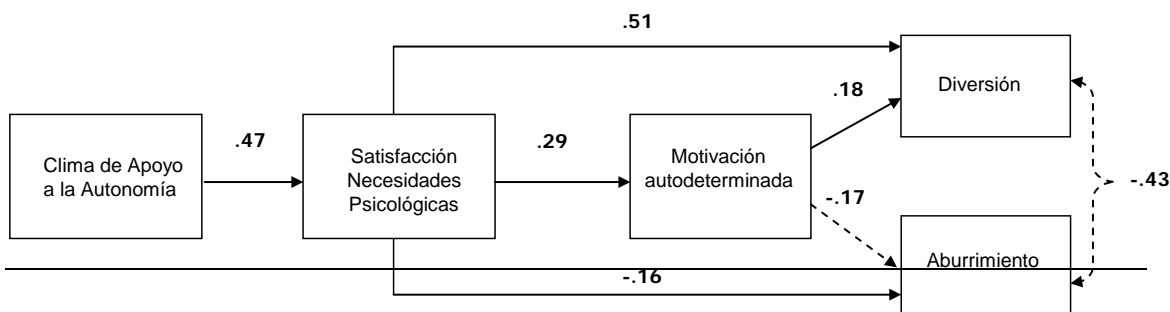 .51
Diversión
.18
.47
Clima de Apoyo
a la Autonomía
Satisfacción
Necesidades
Psicológicas
.29
Motivación
autodeterminada
-.43
-.17
Aburrimiento
-.16